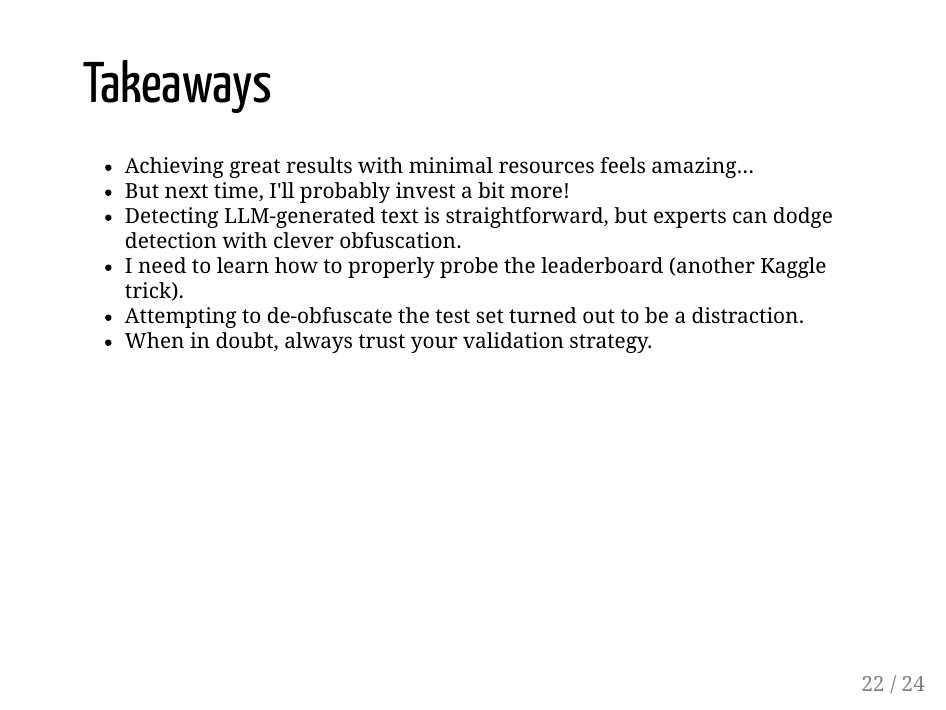 Takeaways
• Achieving great results with minimal resources feels amazing...
• But next time, I'll probably invest a bit more!
• Detecting LLM-generated text is straightforward, but experts can dodge
detection with clever obfuscation.
• I need to learn how to properly probe the leaderboard (another Kaggle
trick).
• Attempting to de-obfuscate the test set turned out to be a distraction.
• When in doubt, always trust your validation strategy.
22 / 24